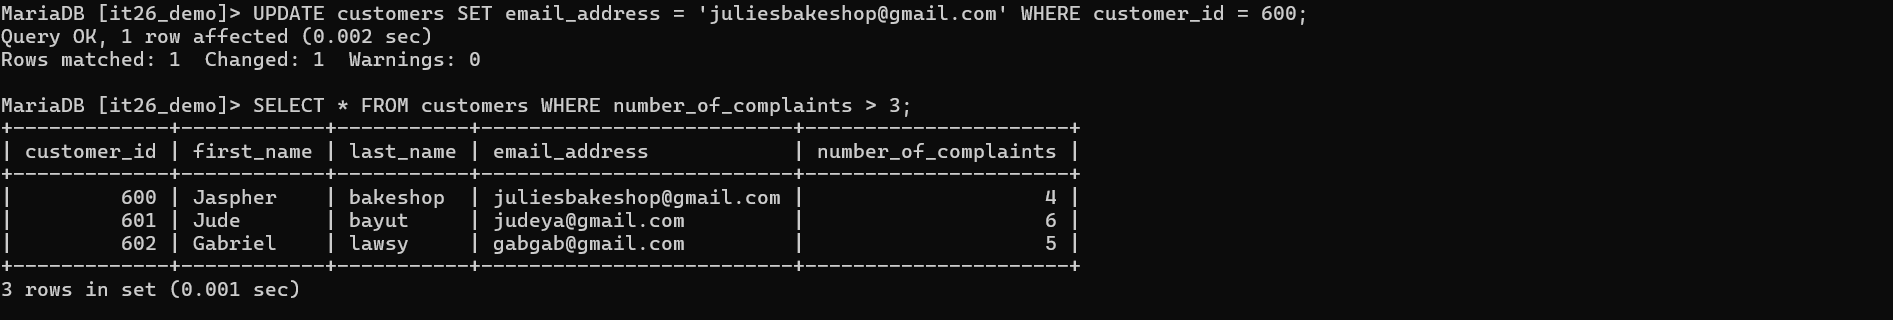 MariaDB [it26_demo]> UPDATE customers SET email_address = 'juliesbakeshop@gmail.com' WHERE customer_id = 600;
Query OK, 1 row affected (0.002 sec)
Rows matched: 1  Changed: 1  Warnings: 0

MariaDB [it26_demo]> SELECT * FROM customers WHERE number_of_complaints > 3;
+-------------+------------+-----------+--------------------------+----------------------+
| customer_id | first_name | last_name | email_address            | number_of_complaints |
+-------------+------------+-----------+--------------------------+----------------------+
|         600 | Jaspher    | bakeshop  | juliesbakeshop@gmail.com |                    4 |
|         601 | Jude       | bayut     | judeya@gmail.com         |                    6 |
|         602 | Gabriel    | lawsy     | gabgab@gmail.com         |                    5 |
+-------------+------------+-----------+--------------------------+----------------------+
3 rows in set (0.001 sec)